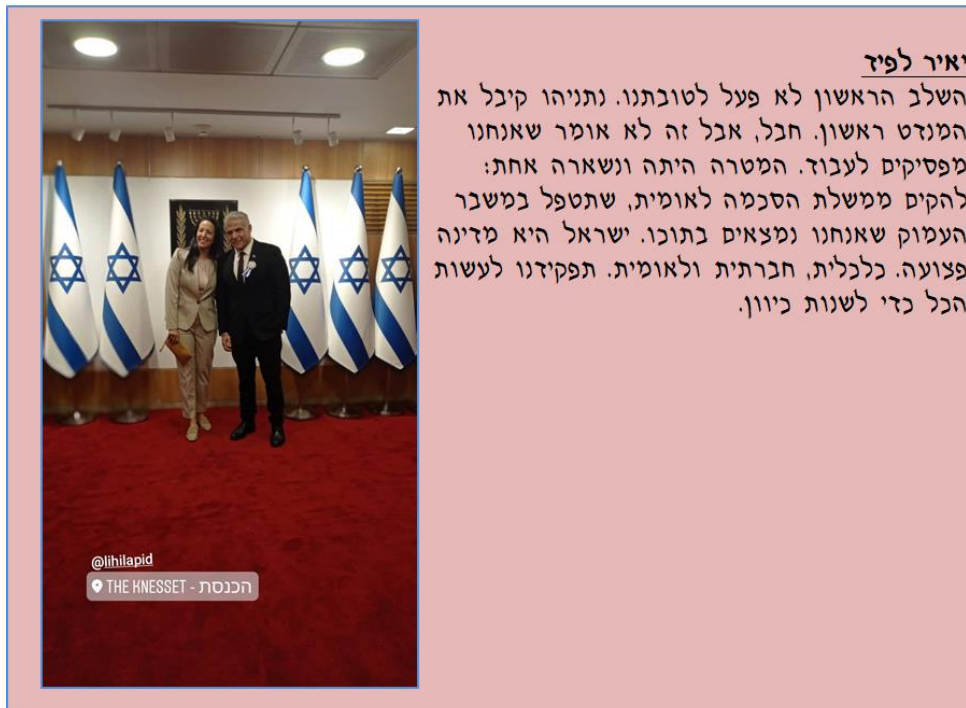 יאיר לפיד
השלב הראשון לא פעל לטובתנו. נתניהו קיבל את
המנדט ראשון. חבל, אבל זה לא אומר שאנחנו
מפסיקים לעבוד. המטרה היתה ונשארה אחת:
להקים ממשלת הסכמה לאומית, שתטפל במשבר
העמוק שאנחנו נמצאים בתוכו. ישראל היא מדינה
פצועה. כלכלית, חברתית ולאומית. תפקידנו לעשות
הכל כדי לשנות כיוון.
@lihilapid
THE KNESSET - הכנסת